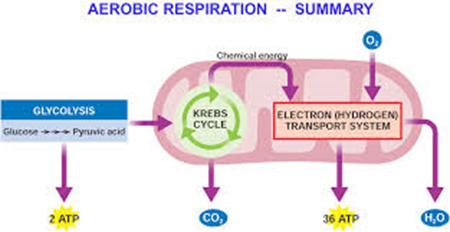 AEROBIC RESPIRATION -- SUMMARY
Chemical energy
O₂
GLYCOLYSIS
Glucose → → → Pyruvic acid
KREBS
CYCLE
ELECTRON (HYDROGEN)
TRANSPORT SYSTEM
2 ATP
CO₂
36 ATP
H₂O